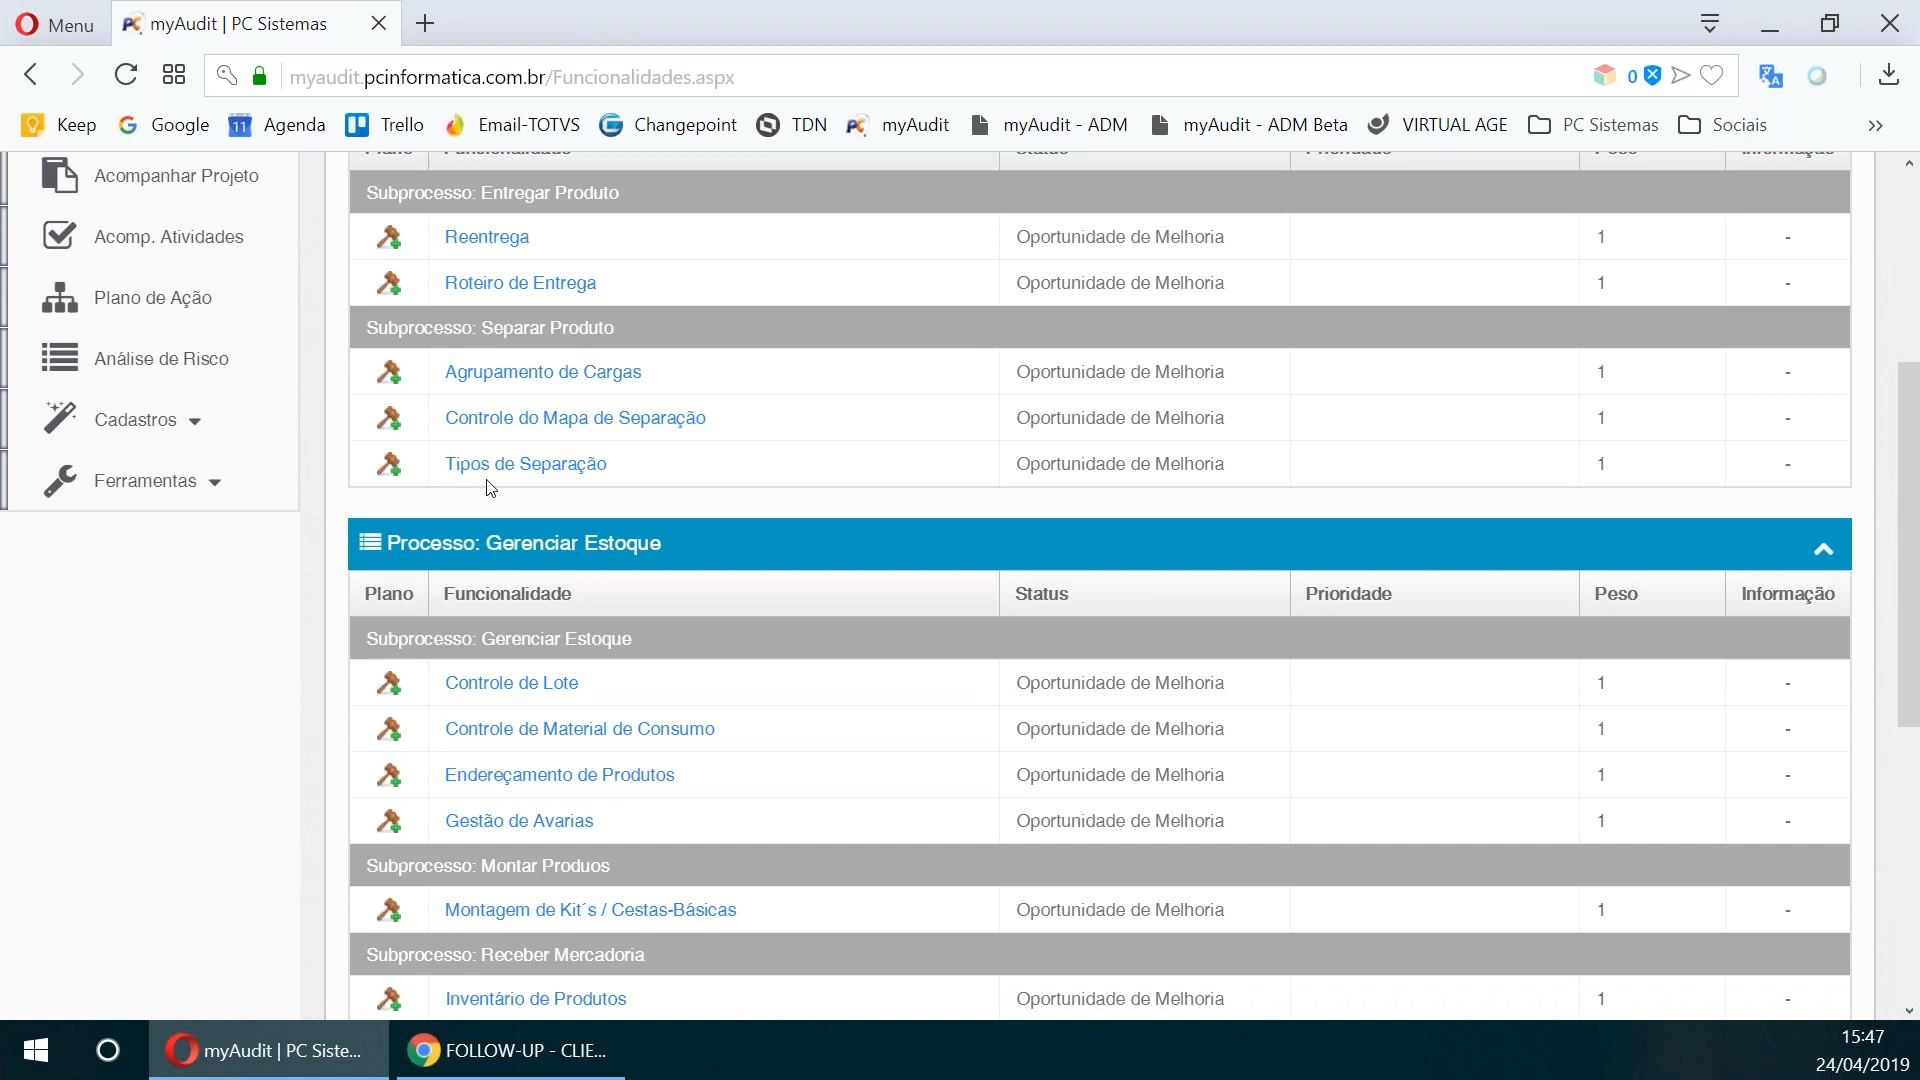 Menu
myAudit | PC Sistemas
myaudit.pcinformatica.com.br/Funcionalidades.aspx
0
Keep
Google
11
Agenda
Trello
Email-TOTVS
Changepoint
TDN
myAudit
myAudit - ADM
myAudit - ADM Beta
VIRTUAL AGE
PC Sistemas
Sociais
Acompanhar Projeto
Acomp. Atividades
Plano de Ação
Análise de Risco
Cadastros
Ferramentas
Plano Funcionalidade Status Prioridade Peso Informação
Subprocesso: Entregar Produto
Reentrega Oportunidade de Melhoria 1 -
Roteiro de Entrega Oportunidade de Melhoria 1 -
Subprocesso: Separar Produto
Agrupamento de Cargas Oportunidade de Melhoria 1 -
Controle do Mapa de Separação Oportunidade de Melhoria 1 -
Tipos de Separação Oportunidade de Melhoria 1 -
Processo: Gerenciar Estoque
Plano Funcionalidade Status Prioridade Peso Informação
Subprocesso: Gerenciar Estoque
Controle de Lote Oportunidade de Melhoria 1 -
Controle de Material de Consumo Oportunidade de Melhoria 1 -
Endereçamento de Produtos Oportunidade de Melhoria 1 -
Gestão de Avarias Oportunidade de Melhoria 1 -
Subprocesso: Montar Produos
Montagem de Kit´s / Cestas-Básicas Oportunidade de Melhoria 1 -
Subprocesso: Receber Mercadoria
Inventário de Produtos Oportunidade de Melhoria 1 -
myAudit | PC Siste...
FOLLOW-UP - CLIE...
15:47
24/04/2019